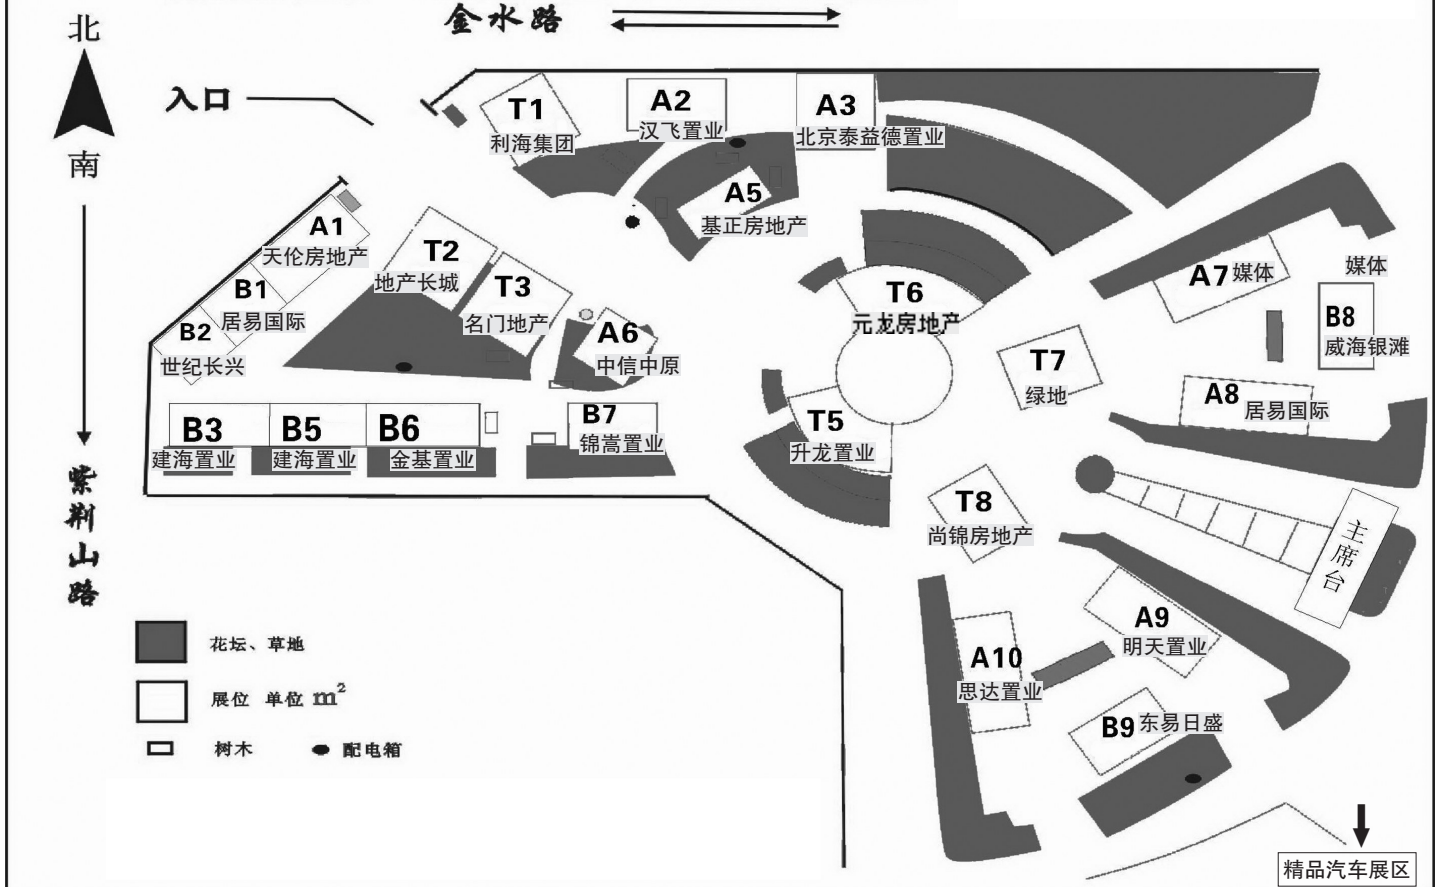 北
南
金水路
入口
紫荆山路
T1
利海集团
A2
汉飞置业
A3
北京泰益德置业
A5
基正房地产
A1
天伦房地产
B1
居易国际
B2
世纪长兴
T2
地产长城
T3
名门地产
A6
中信中原
T6
元龙房地产
A7 媒体
媒体
B8
威海银滩
T7
绿地
A8 居易国际
B3
建海置业
B5
建海置业
B6
金基置业
B7
锦嵩置业
T5
升龙置业
T8
尚锦房地产
主席台
A9
明天置业
A10
思达置业
B9 东易日盛
花坛、草地
展位 单位 m²
树木
配电箱
精品汽车展区